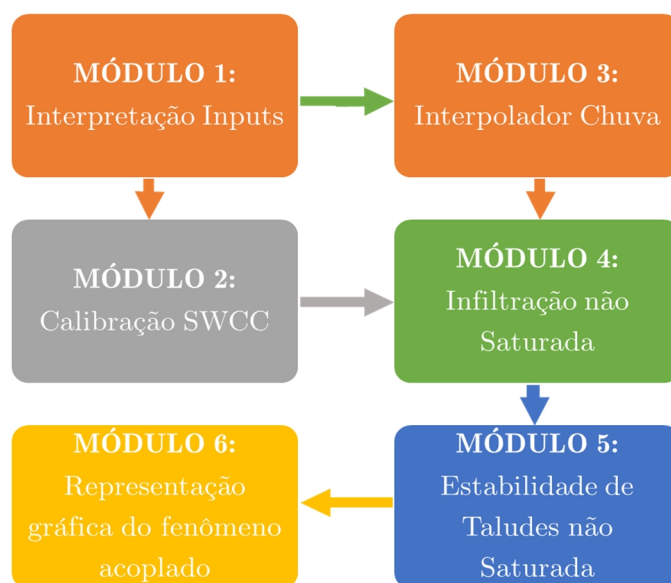 MÓDULO 1:
Interpretação Inputs
MÓDULO 3:
Interpolador Chuva
MÓDULO 2:
Calibração SWCC
MÓDULO 4:
Infiltração não
Saturada
MÓDULO 6:
Representação
gráfica do fenômeno
acoplado
MÓDULO 5:
Estabilidade de
Taludes não
Saturada